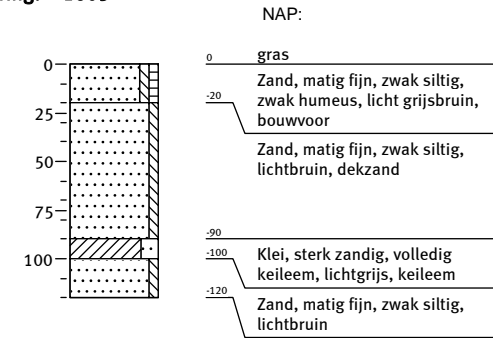 NAP:
0 gras
0
-20 Zand, matig fijn, zwak siltig,
zwak humeus, licht grijsbruin,
bouwvoor
25
50
Zand, matig fijn, zwak siltig,
lichtbruin, dekzand
75
-90
100
-100 Klei, sterk zandig, volledig
keileem, lichtgrijs, keileem
-120 Zand, matig fijn, zwak siltig,
lichtbruin